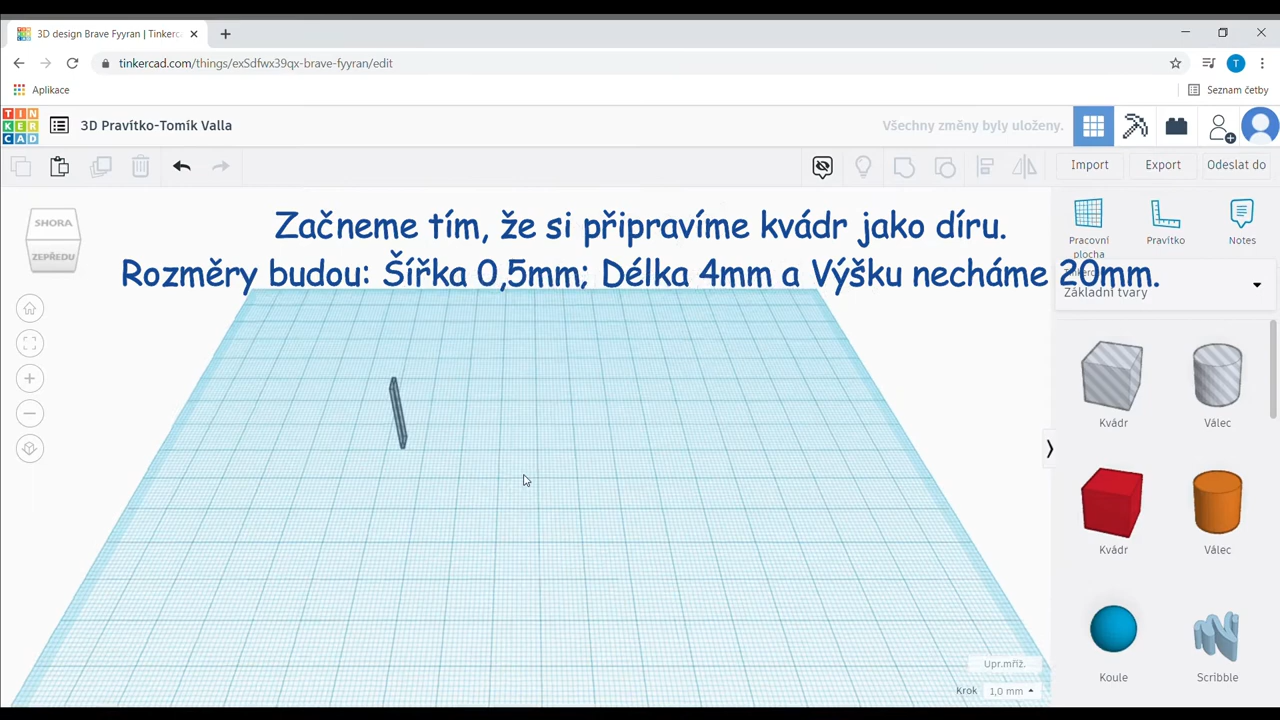 3D design Brave Fyyran | Tinkerc
tinkercad.com/things/exSdfwx39qx-brave-fyyran/edit
Aplikace
Seznam četby
TIN
KER
CAD
3D Pravítko-Tomík Valla
Všechny změny byly uloženy.
Import
Export
Odeslat do
SHORA
ZEPŘEDU
Začneme tím, že si připravíme kvádr jako díru.
Rozměry budou: Šířka 0,5mm; Délka 4mm a Výšku necháme 20mm.
Pracovní
plocha
Pravítko
Notes
Základní tvary
Kvádr
Válec
Kvádr
Válec
Koule
Scribble
Upr.mříž.
Krok
1,0 mm
T